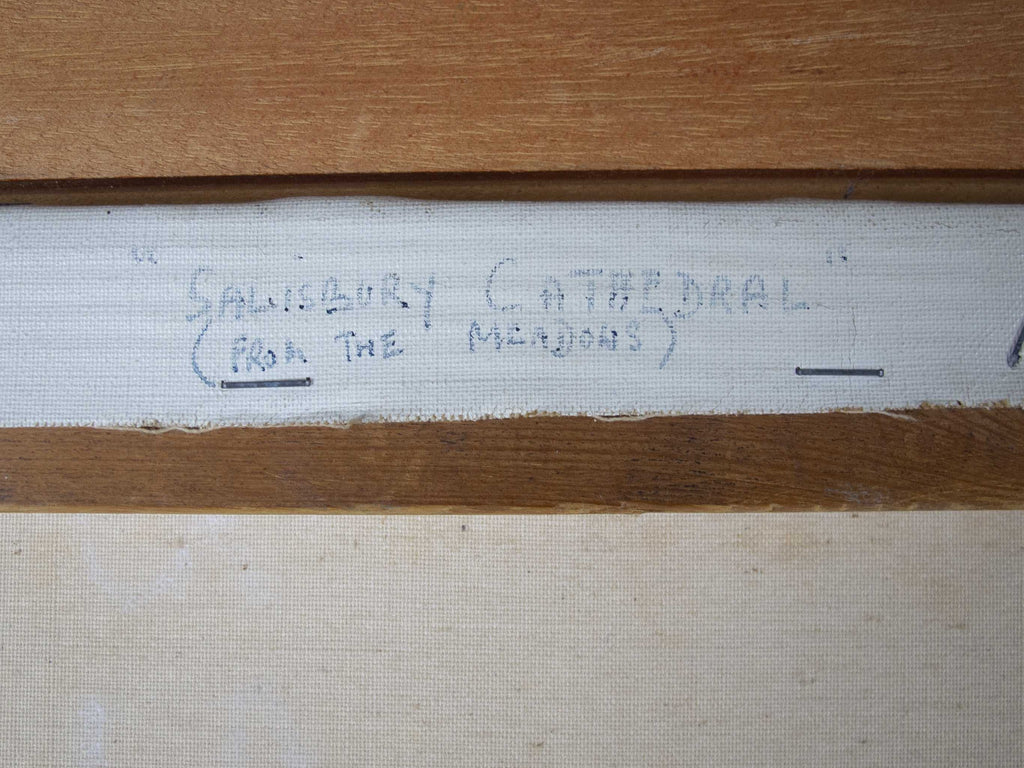 "SALISBURY CATHEDRAL"
(FROM THE MEADOWS)